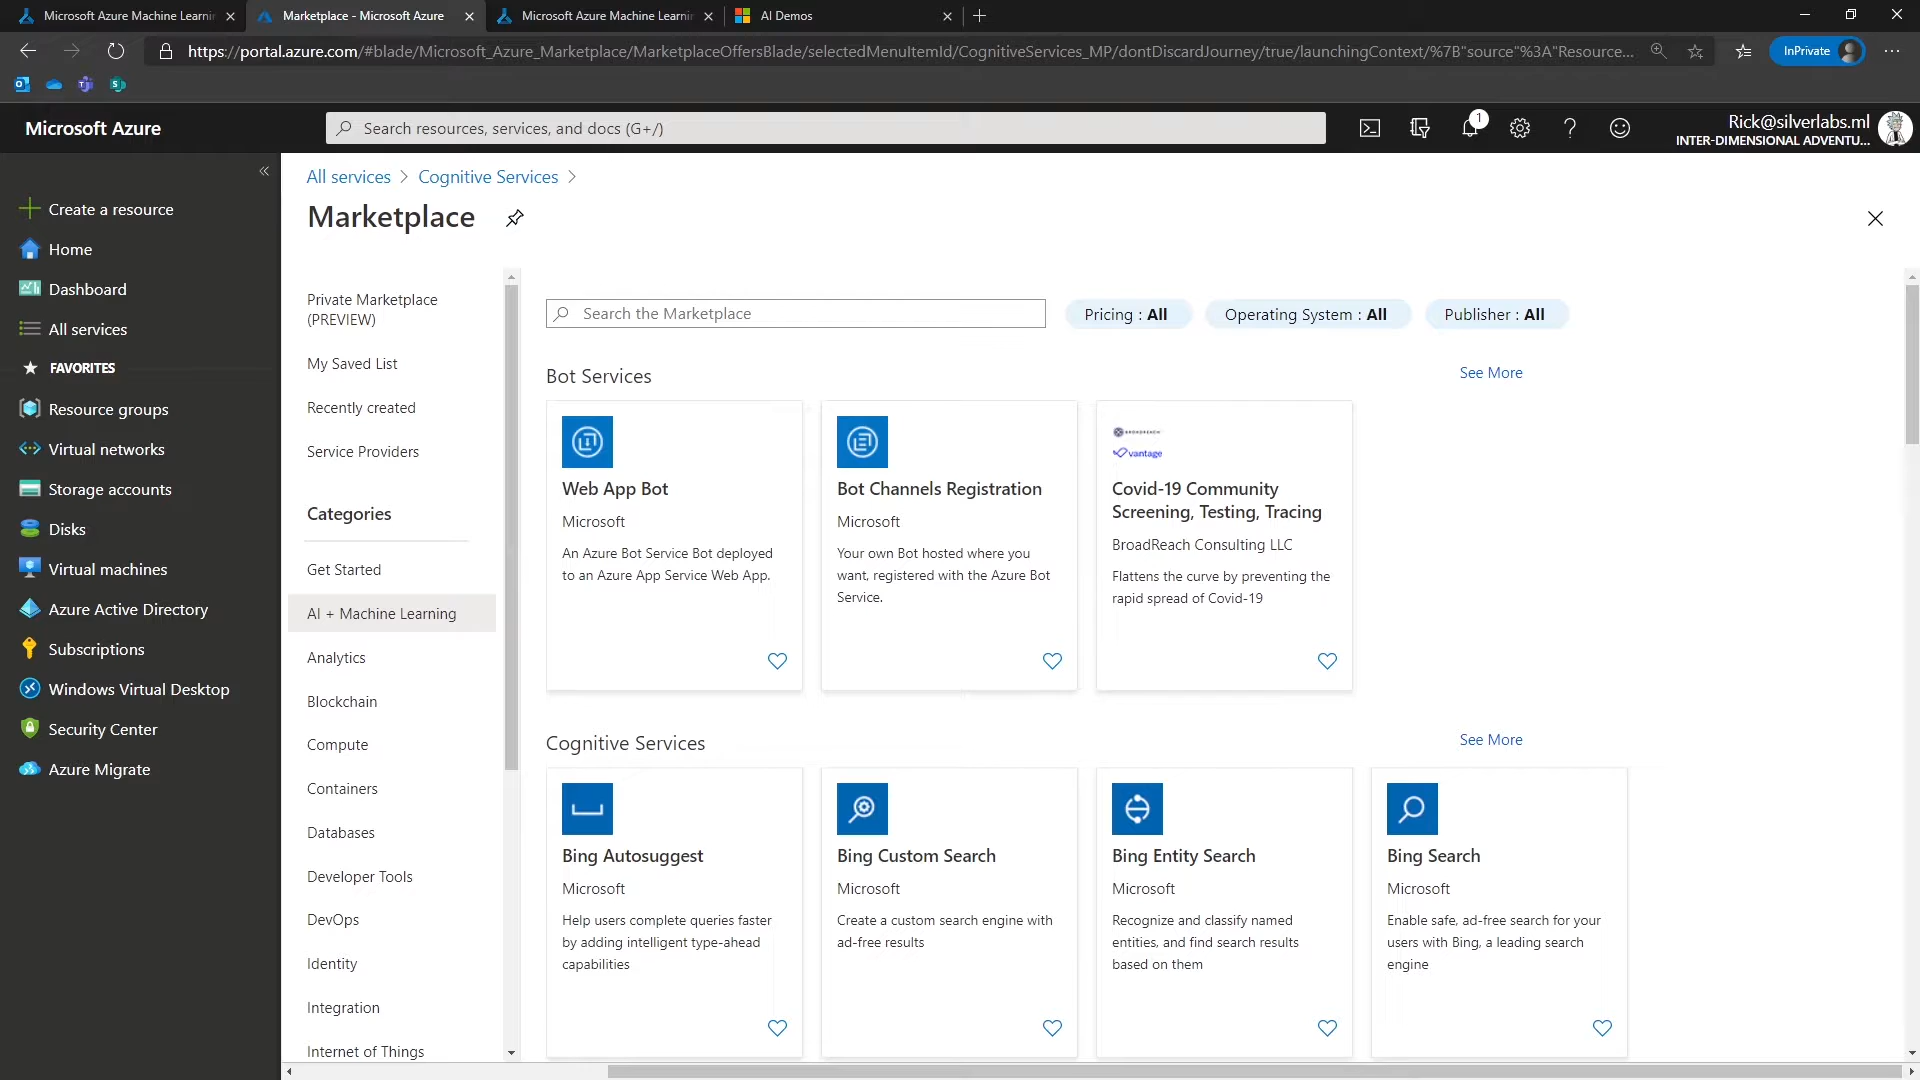 Microsoft Azure Machine Learnin
Marketplace - Microsoft Azure
Microsoft Azure Machine Learnin
AI Demos
https://portal.azure.com/#blade/Microsoft_Azure_Marketplace/MarketplaceOffersBlade/selectedMenuItemId/CognitiveServices_MP/dontDiscardJourney/true/launchingContext/%7B"source"%3A"Resource...
InPrivate
Microsoft Azure
Search resources, services, and docs (G+/)
1
Rick@silverlabs.ml
INTER-DIMENSIONAL ADVENTU...
Create a resource
Home
Dashboard
All services
FAVORITES
Resource groups
Virtual networks
Storage accounts
Disks
Virtual machines
Azure Active Directory
Subscriptions
Windows Virtual Desktop
Security Center
Azure Migrate
All services > Cognitive Services >
Marketplace
Private Marketplace
(PREVIEW)
My Saved List
Recently created
Service Providers
Categories
Get Started
AI + Machine Learning
Analytics
Blockchain
Compute
Containers
Databases
Developer Tools
DevOps
Identity
Integration
Internet of Things
Search the Marketplace
Pricing : All
Operating System : All
Publisher : All
Bot Services
See More
Web App Bot
Microsoft
An Azure Bot Service Bot deployed
to an Azure App Service Web App.
Bot Channels Registration
Microsoft
Your own Bot hosted where you
want, registered with the Azure Bot
Service.
BROADREACH
vantage
Covid-19 Community
Screening, Testing, Tracing
BroadReach Consulting LLC
Flattens the curve by preventing the
rapid spread of Covid-19
Cognitive Services
See More
Bing Autosuggest
Microsoft
Help users complete queries faster
by adding intelligent type-ahead
capabilities
Bing Custom Search
Microsoft
Create a custom search engine with
ad-free results
Bing Entity Search
Microsoft
Recognize and classify named
entities, and find search results
based on them
Bing Search
Microsoft
Enable safe, ad-free search for your
users with Bing, a leading search
engine